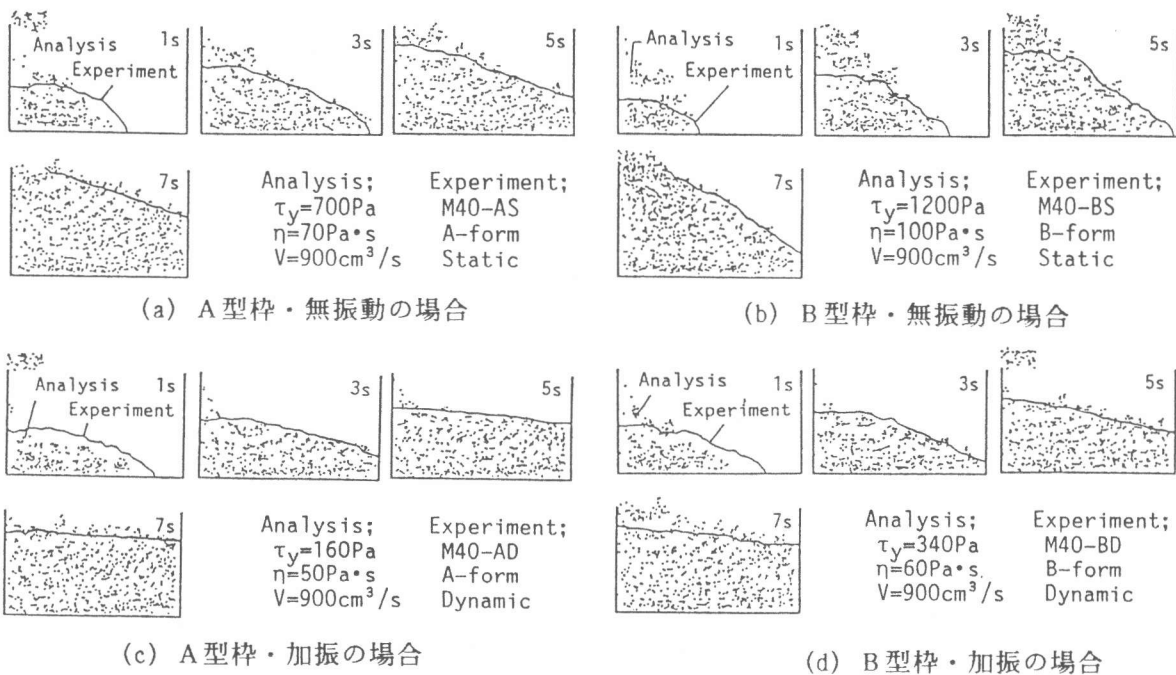 1s
Analysis
Experiment
3s
5s
7s
Analysis; Experiment;
τy=700Pa M40-AS
η=70Pa•s A-form
V=900cm³/s Static
(a) A型枠・無振動の場合
1s
Analysis
Experiment
3s
5s
7s
Analysis; Experiment;
τy=1200Pa M40-BS
η=100Pa•s B-form
V=900cm³/s Static
(b) B型枠・無振動の場合
Analysis 1s
Experiment
3s
5s
7s
Analysis; Experiment;
τy=160Pa M40-AD
η=50Pa•s A-form
V=900cm³/s Dynamic
(c) A型枠・加振の場合
Analysis 1s
Experiment
3s
5s
7s
Analysis; Experiment;
τy=340Pa M40-BD
η=60Pa•s B-form
V=900cm³/s Dynamic
(d) B型枠・加振の場合